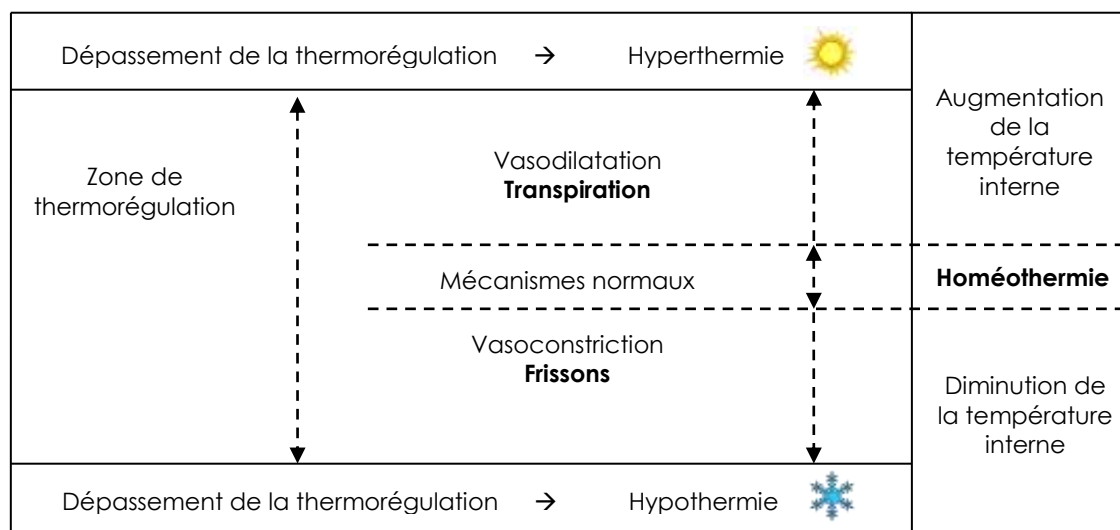 Dépassement de la thermorégulation → Hyperthermie
Augmentation
de la
température
interne
Zone de
thermorégulation
Vasodilatation
Transpiration
Mécanismes normaux
Homéothermie
Vasoconstriction
Frissons
Diminution de
la température
interne
Dépassement de la thermorégulation → Hypothermie